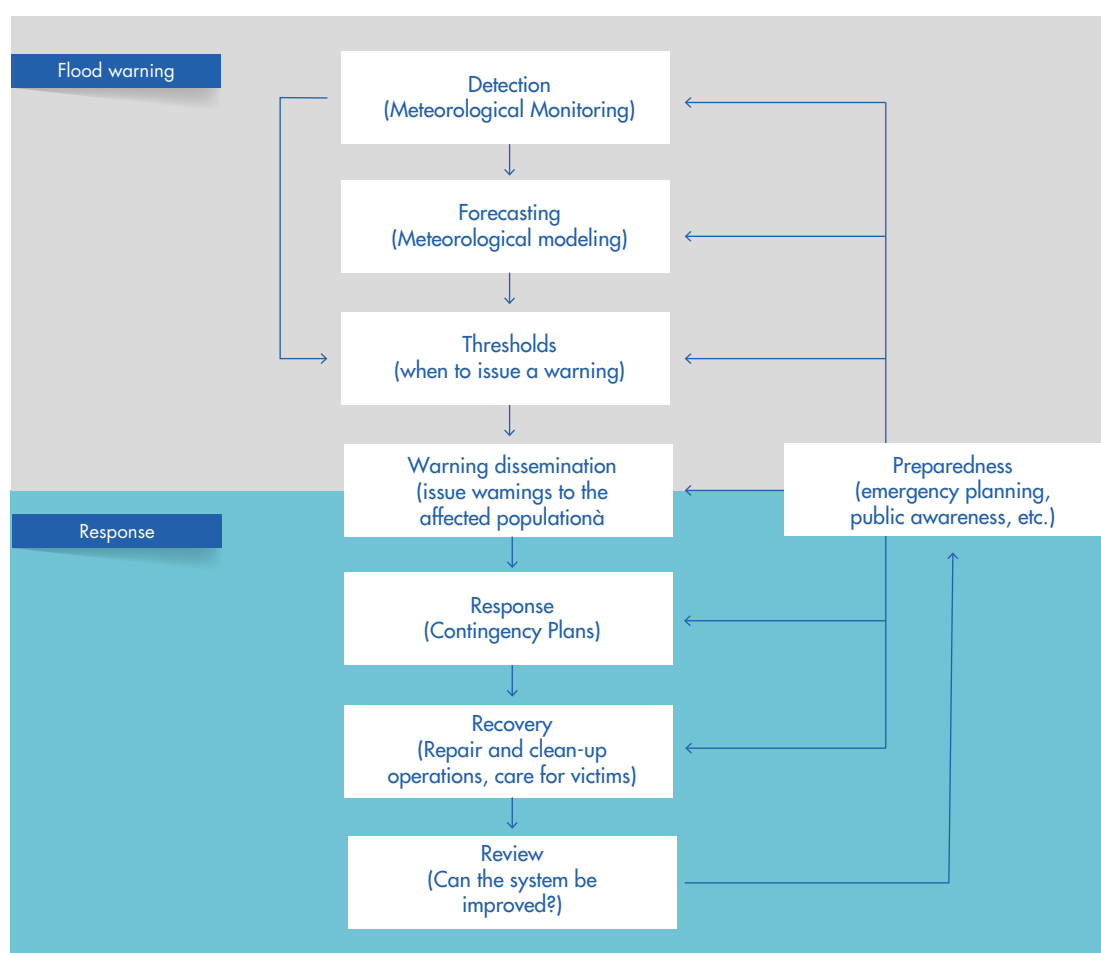 Flood warning
Detection
(Meteorological Monitoring)
Forecasting
(Meteorological modeling)
Thresholds
(when to issue a warning)
Warning dissemination
(issue wamings to the
affected populationà
Preparedness
(emergency planning,
public awareness, etc.)
Response
Response
(Contingency Plans)
Recovery
(Repair and clean-up
operations, care for victims)
Review
(Can the system be
improved?)